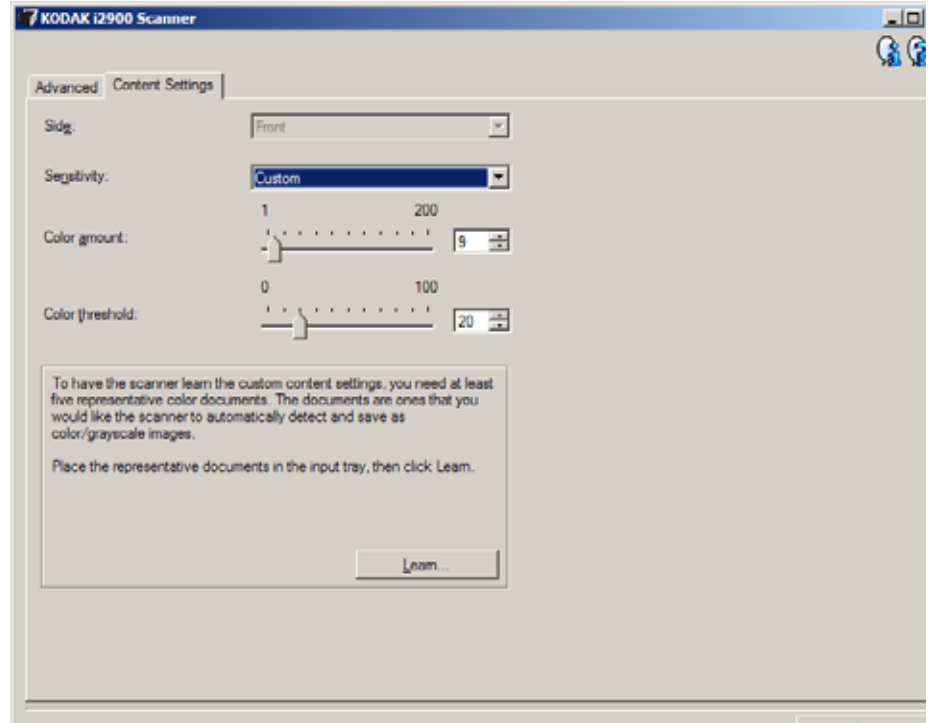 KODAK i2900 Scanner
Advanced Content Settings
Side: Front
Sensitivity: Custom
1 200
Color amount: 9
0 100
Color threshold: 20
To have the scanner learn the custom content settings, you need at least
five representative color documents. The documents are ones that you
would like the scanner to automatically detect and save as
color/grayscale images.
Place the representative documents in the input tray, then click Learn.
Learn...